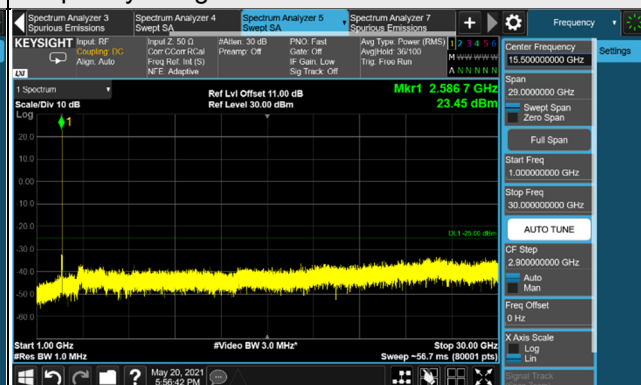 Spectrum Analyzer 3
Spurious Emissions
Spectrum Analyzer 4
Swept SA
Spectrum Analyzer 5
Swept SA
Spectrum Analyzer 7
Spurious Emissions
Frequency
KEYSIGHT
LXI
Input: RF
Coupling: DC
Align: Auto
Input Z: 50 Ω
Corr CCorr RCal
Freq Ref: Int (S)
NFE: Adaptive
#Atten: 30 dB
Preamp: Off
PNO: Fast
Gate: Off
IF Gain: Low
Sig Track: Off
Avg Type: Power (RMS)
Avg|Hold: 36/100
Trig: Free Run
1 2 3 4 5 6
M W W W W W
A N N N N N
1 Spectrum
Scale/Div 10 dB
Log
Ref Lvl Offset 11.00 dB
Ref Level 30.00 dBm
Mkr1 2.586 7 GHz
23.45 dBm
1
20.0
10.0
0.00
-10.0
-20.0
-30.0
-40.0
-50.0
-60.0
DL1 -25.00 dBm
Start 1.00 GHz
#Res BW 1.0 MHz
#Video BW 3.0 MHz*
Stop 30.00 GHz
Sweep ~56.7 ms (80001 pts)
May 20, 2021
5:56:42 PM
Center Frequency
15.500000000 GHz
Settings
Span
29.0000000 GHz
Swept Span
Zero Span
Full Span
Start Freq
1.000000000 GHz
Stop Freq
30.000000000 GHz
AUTO TUNE
CF Step
2.900000000 GHz
Auto
Man
Freq Offset
0 Hz
X Axis Scale
Log
Lin
Signal Track